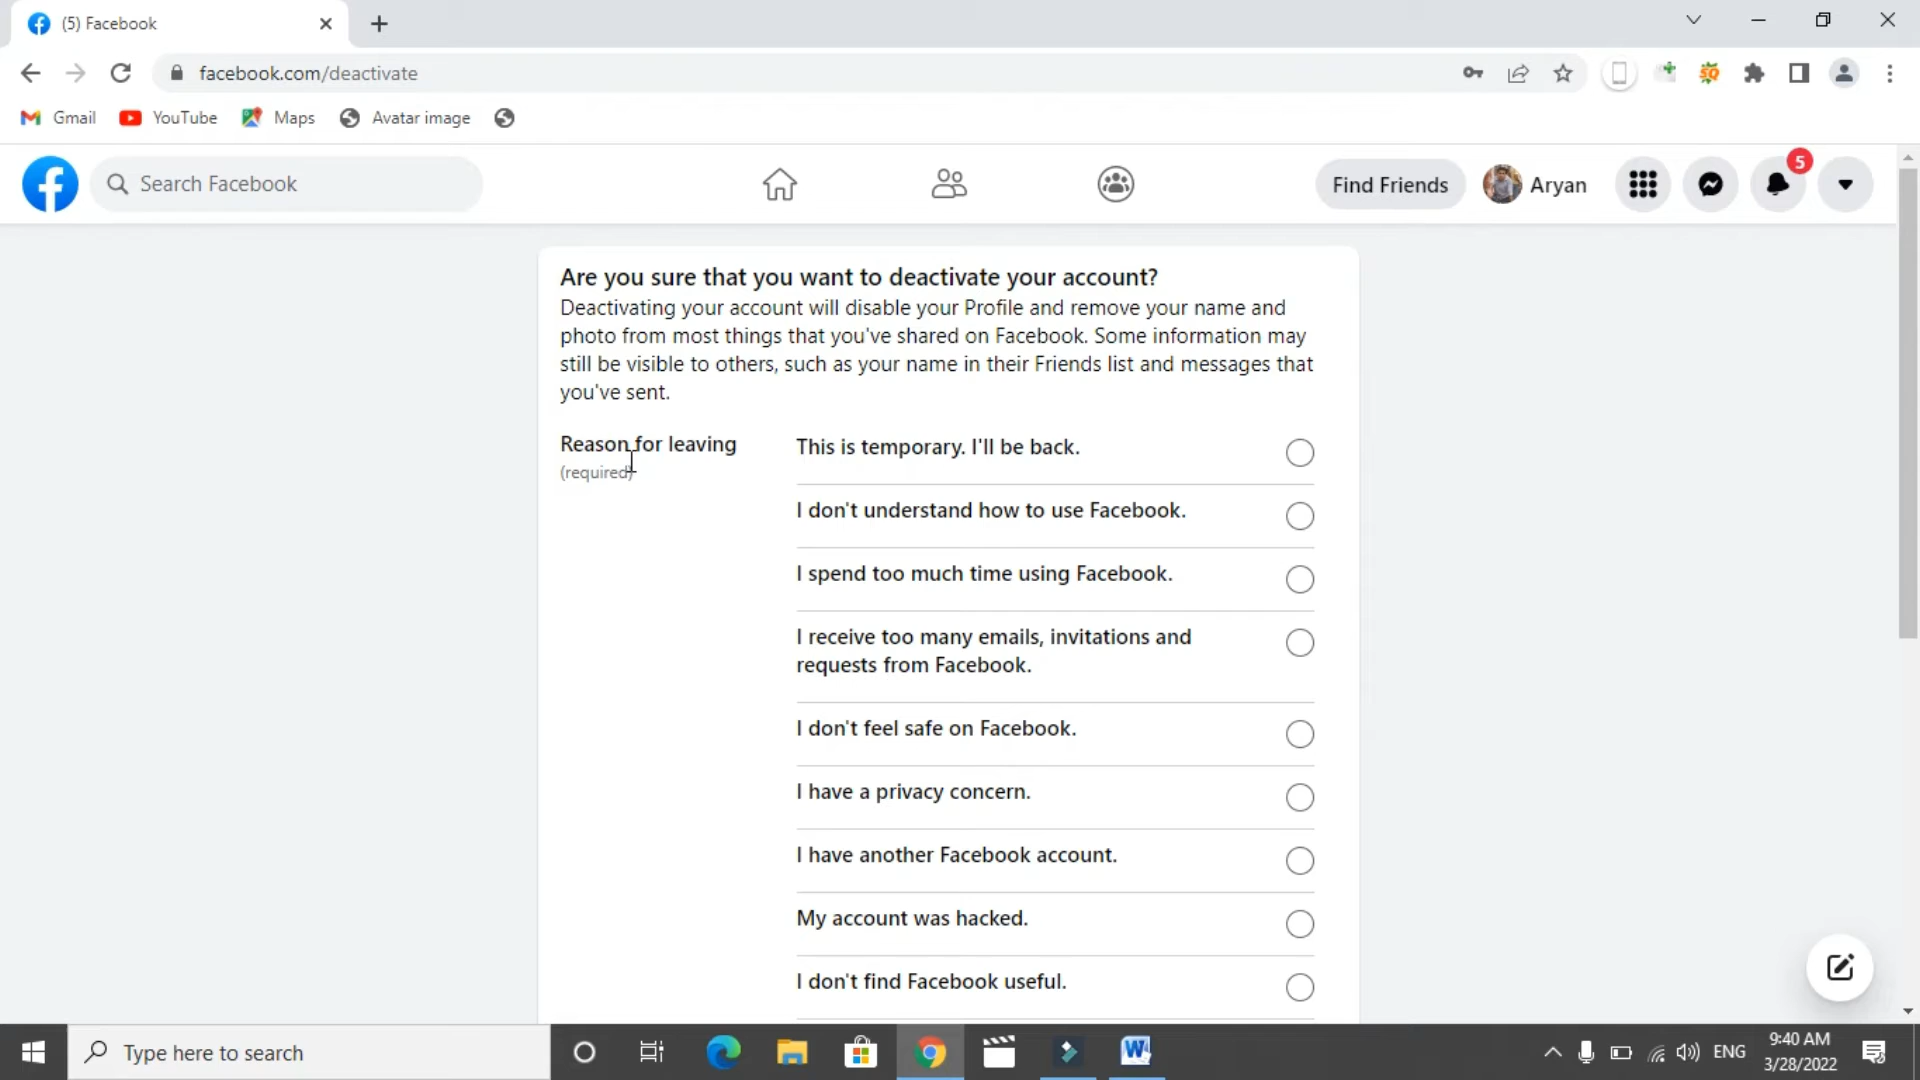 (5) Facebook
facebook.com/deactivate
Gmail
YouTube
Maps
Avatar image
Search Facebook
Find Friends
Aryan
5
Are you sure that you want to deactivate your account?
Deactivating your account will disable your Profile and remove your name and
photo from most things that you've shared on Facebook. Some information may
still be visible to others, such as your name in their Friends list and messages that
you've sent.
Reason for leaving
(required)
This is temporary. I'll be back.
I don't understand how to use Facebook.
I spend too much time using Facebook.
I receive too many emails, invitations and
requests from Facebook.
I don't feel safe on Facebook.
I have a privacy concern.
I have another Facebook account.
My account was hacked.
I don't find Facebook useful.
Type here to search
ENG
9:40 AM
3/28/2022